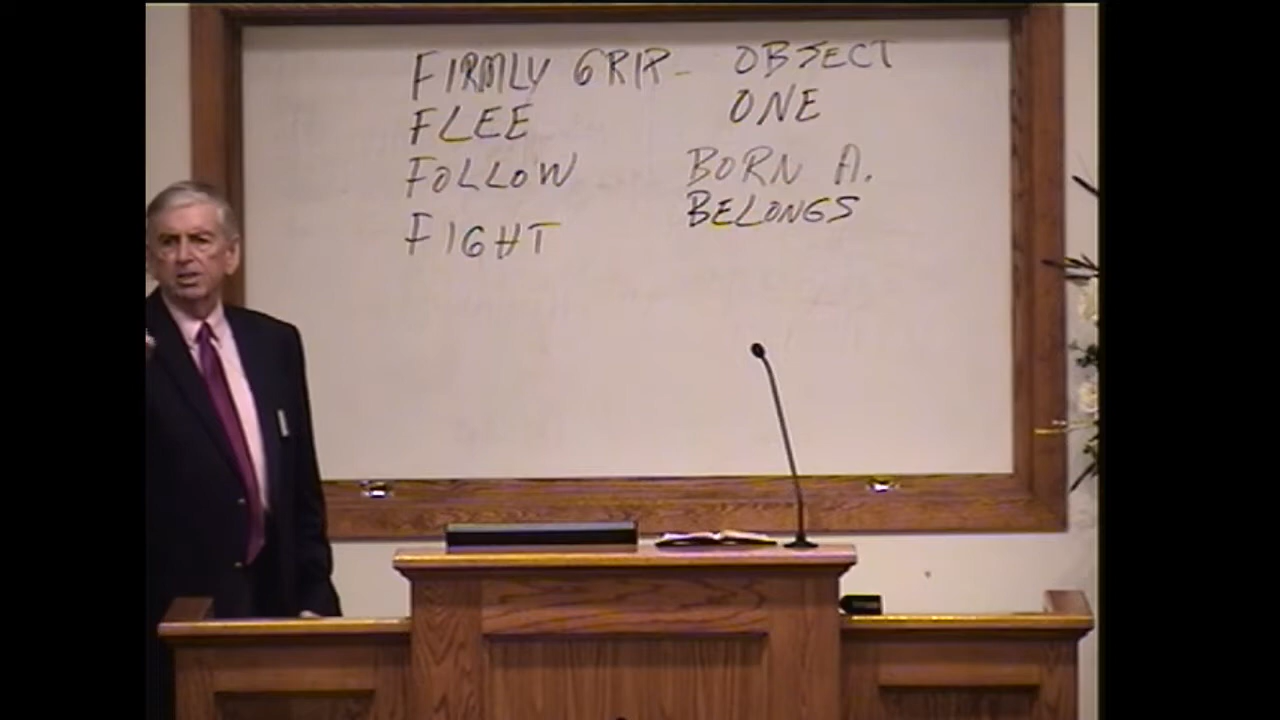 FIRMLY GRIP - OBJECT
FLEE ONE
FOLLOW BORN A.
FIGHT BELONGS